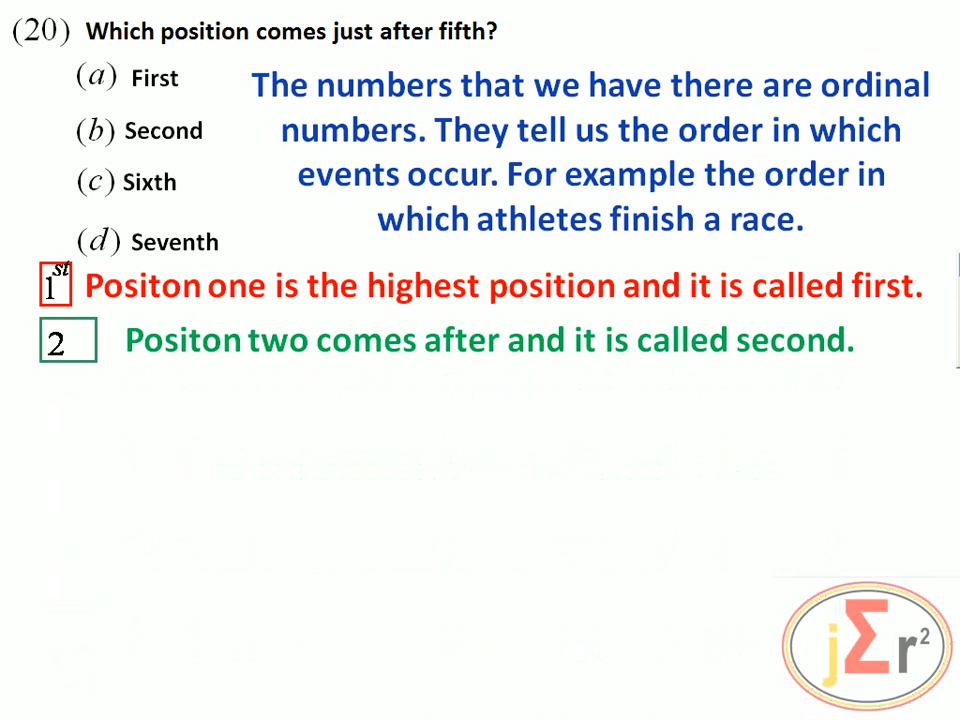 (20) Which position comes just after fifth?
(a) First
(b) Second
(c) Sixth
(d) Seventh
The numbers that we have there are ordinal
numbers. They tell us the order in which
events occur. For example the order in
which athletes finish a race.
1st Positon one is the highest position and it is called first.
2 Positon two comes after and it is called second.
jΣr²